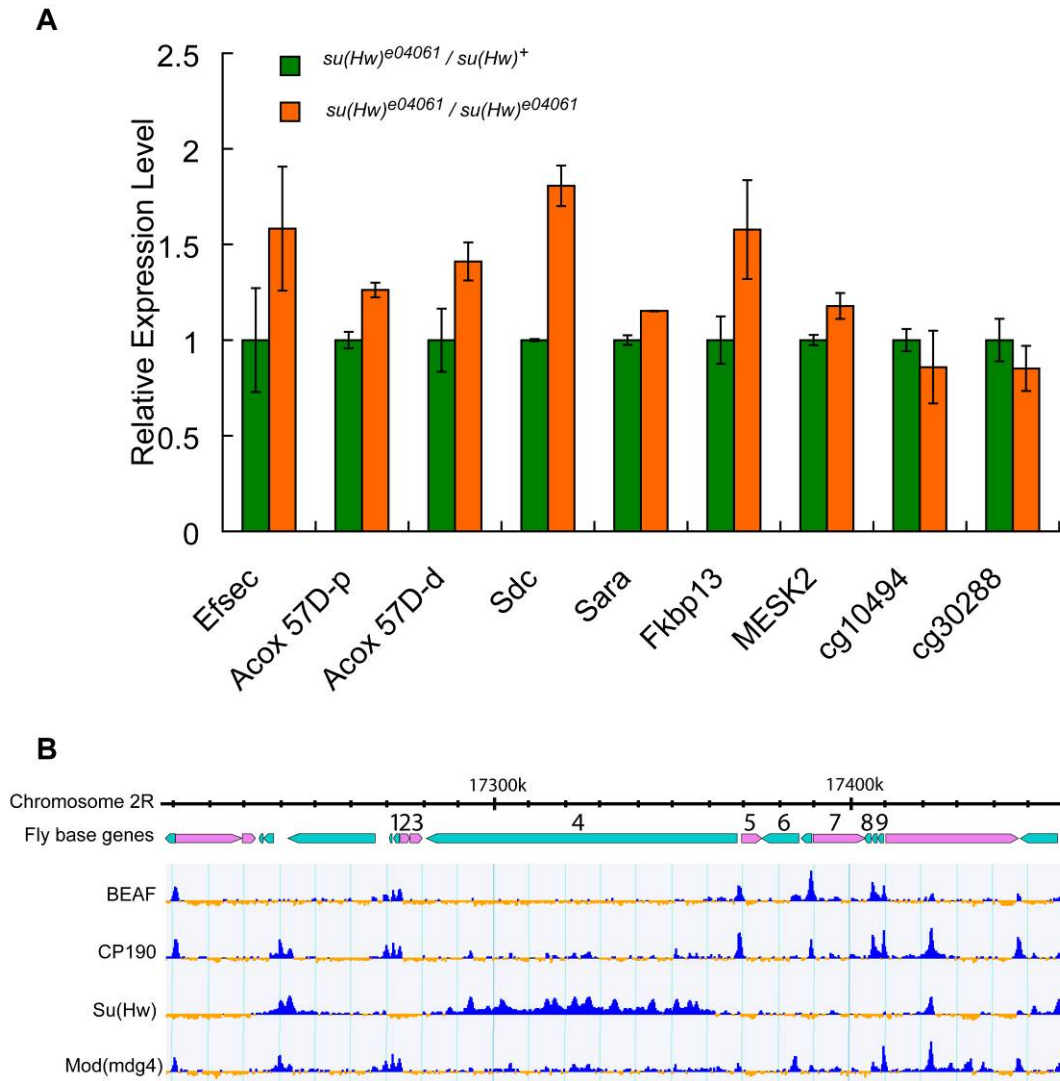 A
su(Hw)e04061 / su(Hw)+
su(Hw)e04061 / su(Hw)e04061
Relative Expression Level
2.5
2
1.5
1
0.5
0
Efsec
Acox 57D-p
Acox 57D-d
Sdc
Sara
Fkbp13
MESK2
cg10494
cg30288
B
17300k 17400k
Chromosome 2R
Fly base genes
123 4 5 6 7 89
BEAF
CP190
Su(Hw)
Mod(mdg4)